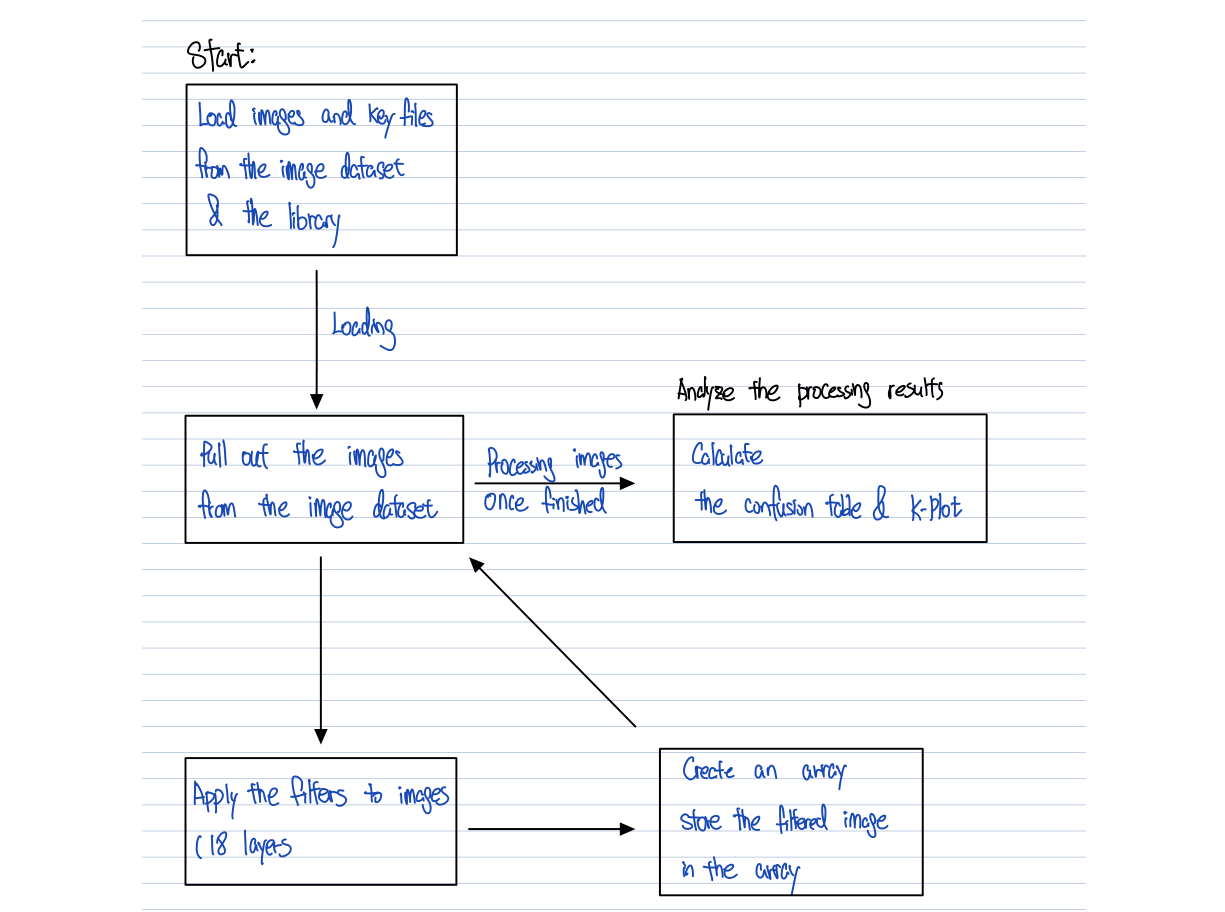 Start:
Load images and key files
from the image dataset
& the library
Loading
Analyze the processing results
Pull out the images
from the image dataset
Processing images
once finished
Calculate
the confusion table & K-Plot
Apply the filters to images
(18 layers
Create an array
store the filtered image
in the array